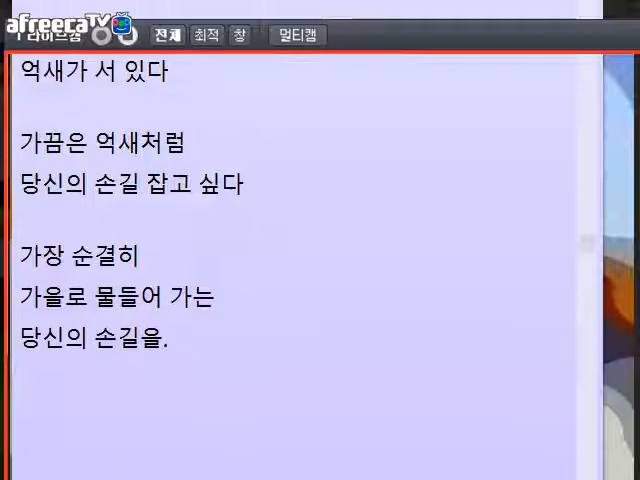 afreecaTV
전체 최적 창 멀티캠
억새가 서 있다
가끔은 억새처럼
당신의 손길 잡고 싶다
가장 순결히
가을로 물들어 가는
당신의 손길을.